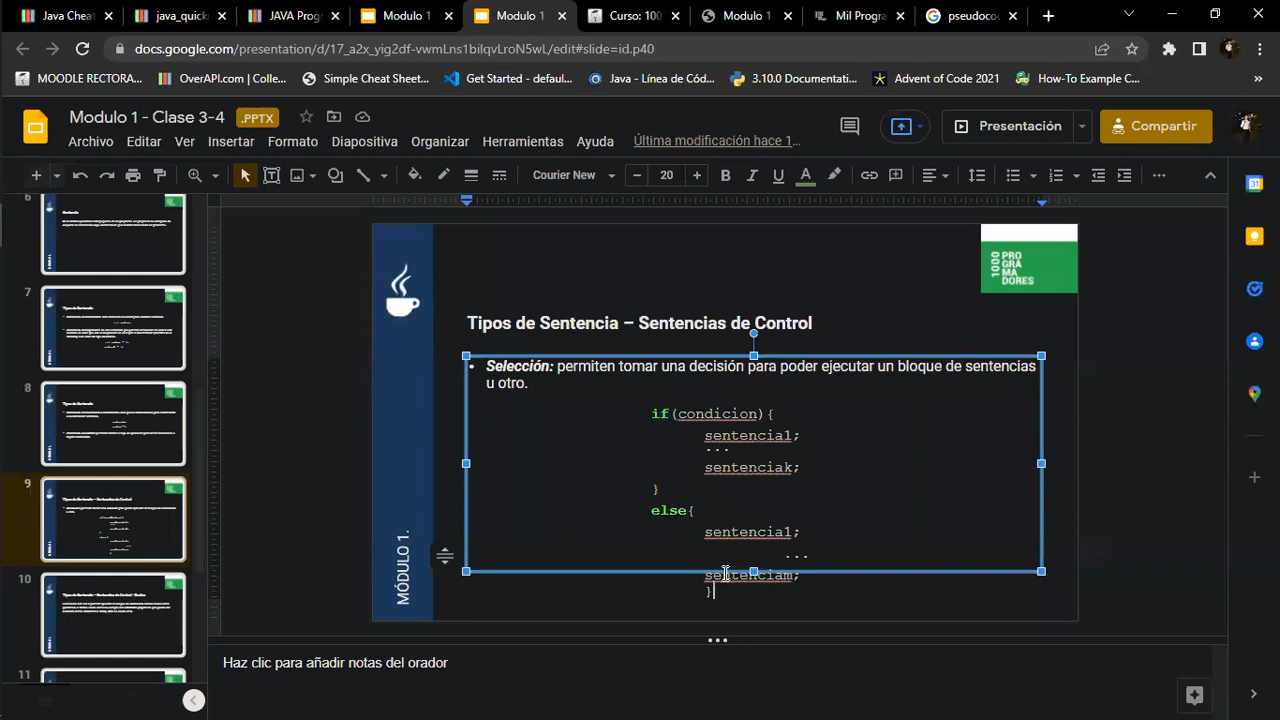 Java Cheat
java_quick
JAVA Prog
Modulo 1
Modulo 1
Curso: 100
Modulo 1
Mil Progra
pseudocoo
docs.google.com/presentation/d/17_a2x_yig2df-vwmLns1bilqvLroN5wL/edit#slide=id.p40
MOODLE RECTORA...
OverAPI.com | Colle...
Simple Cheat Sheet...
Get Started - defaul...
Java - Línea de Cód...
3.10.0 Documentati...
Advent of Code 2021
How-To Example C...
Modulo 1 - Clase 3-4
.PPTX
Archivo Editar Ver Insertar Formato Diapositiva Organizar Herramientas Ayuda
Última modificación hace 1...
Presentación
Compartir
Courier New
20
6
7
8
9
10
11
1000
PRO
GRA
MA
DORES
Tipos de Sentencia – Sentencias de Control
• Selección: permiten tomar una decisión para poder ejecutar un bloque de sentencias
u otro.
if(condicion){
sentencia1;
...
sentenciak;
}
else{
sentencia1;
...
sentenciam;
}
MÓDULO 1.
Haz clic para añadir notas del orador